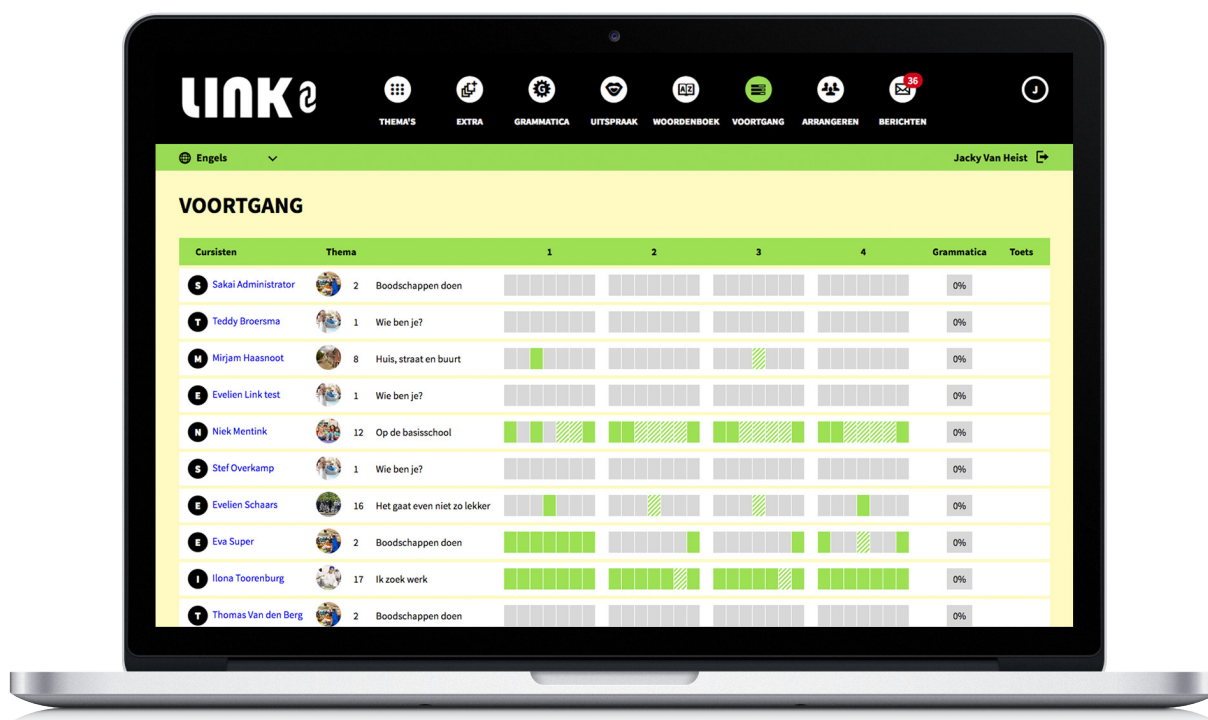 LINK
36
J
THEMA'S EXTRA GRAMMATICA UITSPRAAK WOORDENBOEK VOORTGANG ARRANGEREN BERICHTEN
Engels Jacky Van Heist
VOORTGANG
Cursisten Thema 1 2 3 4 Grammatica Toets
S Sakai Administrator 2 Boodschappen doen 0%
T Teddy Broersma 1 Wie ben je? 0%
M Mirjam Haasnoot 8 Huis, straat en buurt 0%
E Evelien Link test 1 Wie ben je? 0%
N Niek Mentink 12 Op de basisschool 0%
S Stef Overkamp 1 Wie ben je? 0%
E Evelien Schaars 16 Het gaat even niet zo lekker 0%
E Eva Super 2 Boodschappen doen 0%
I Ilona Toorenburg 17 Ik zoek werk 0%
T Thomas Van den Berg 2 Boodschappen doen 0%